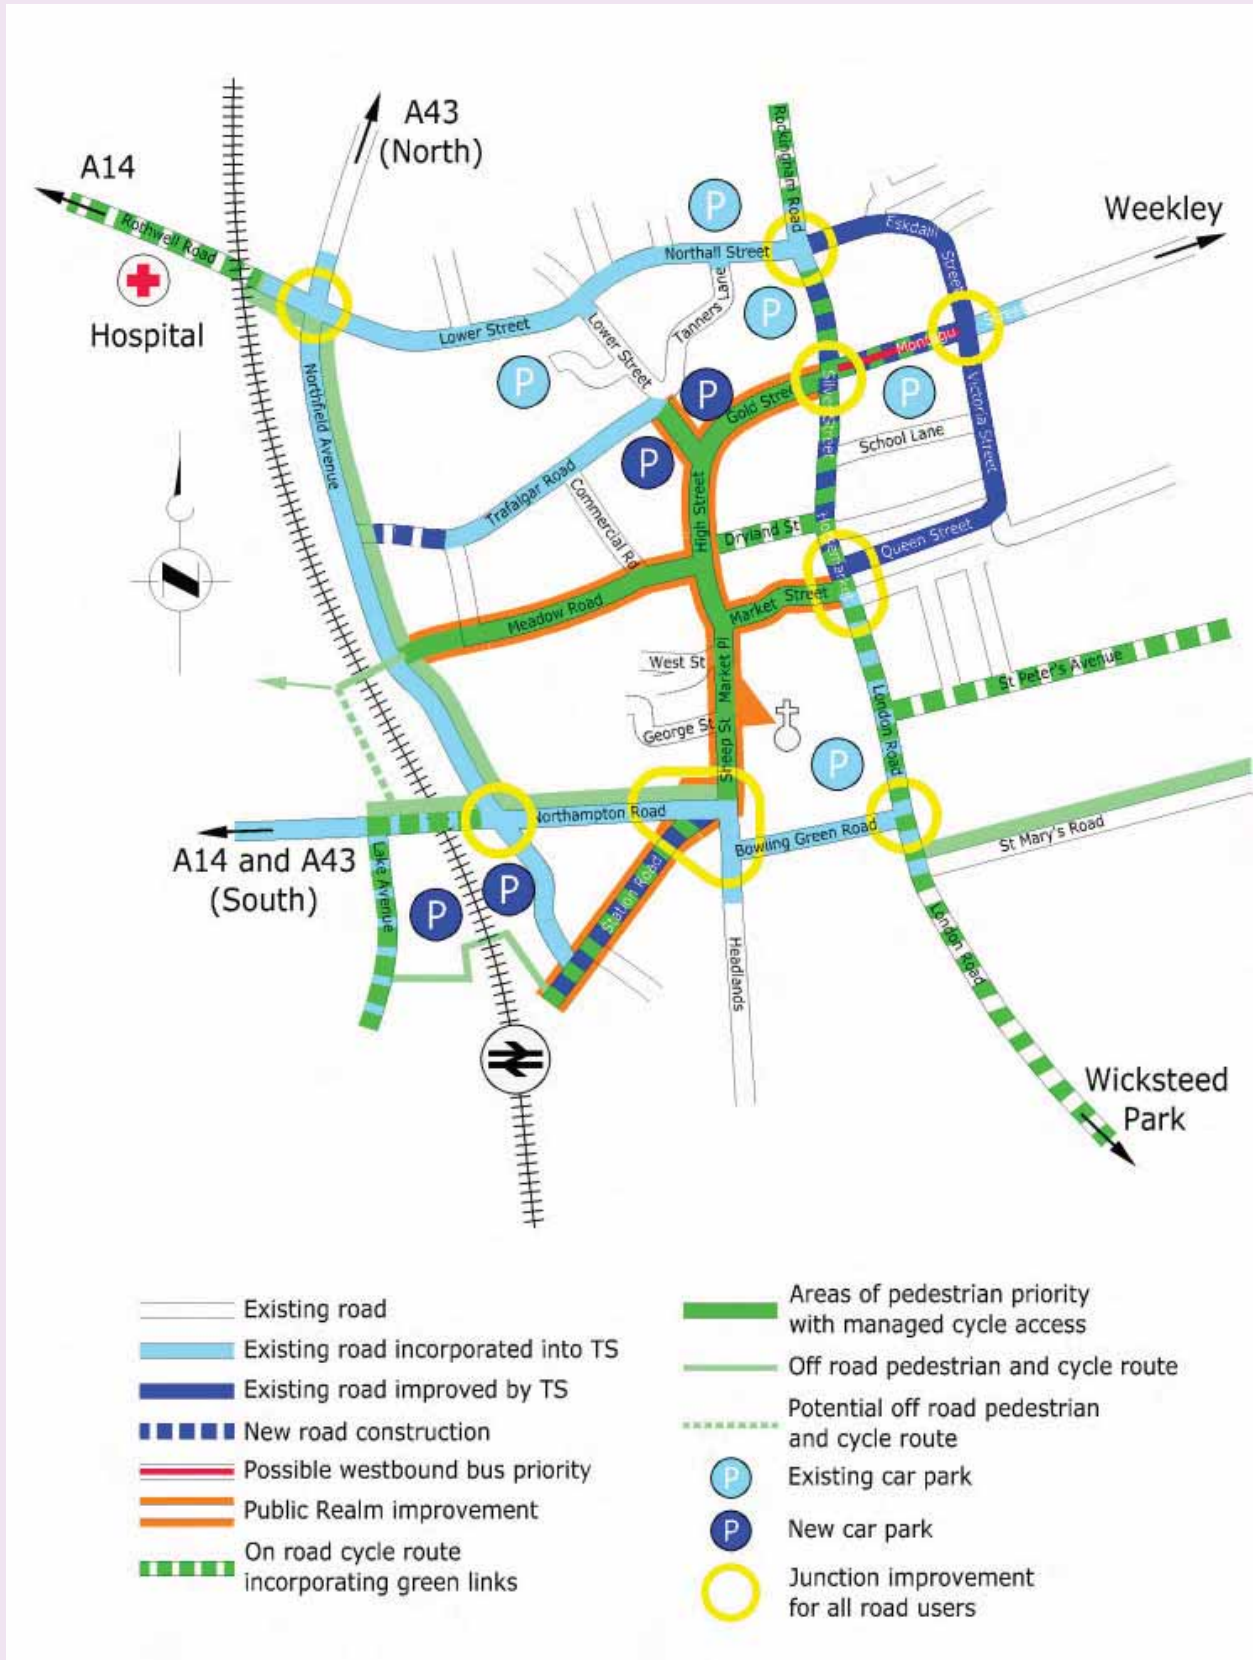 A43
(North)
A14
Rothwell Road
Hospital
Rockingham Road
P
Northall Street
Eskdaill
Street
Weekley
Lower Street
Lower Street
Tanners Lane
P
P
P
P
Gold Street
Silver Street
Montagu
Street
P
Northfield Avenue
School Lane
Victoria Street
P
Trafalgar Road
Commercial Rd
High Street
Dryland St
Queen Street
Meadow Road
Market Street
West St
Market Pl
St Peter's Avenue
George St
Sheep St
London Road
P
Northampton Road
Bowling Green Road
St Mary's Road
A14 and A43
(South)
Lake Avenue
P
P
Station Road
Headlands
London Road
Wicksteed
Park
Existing road
Existing road incorporated into TS
Existing road improved by TS
New road construction
Possible westbound bus priority
Public Realm improvement
On road cycle route
incorporating green links
Areas of pedestrian priority
with managed cycle access
Off road pedestrian and cycle route
Potential off road pedestrian
and cycle route
P
Existing car park
P
New car park
Junction improvement
for all road users